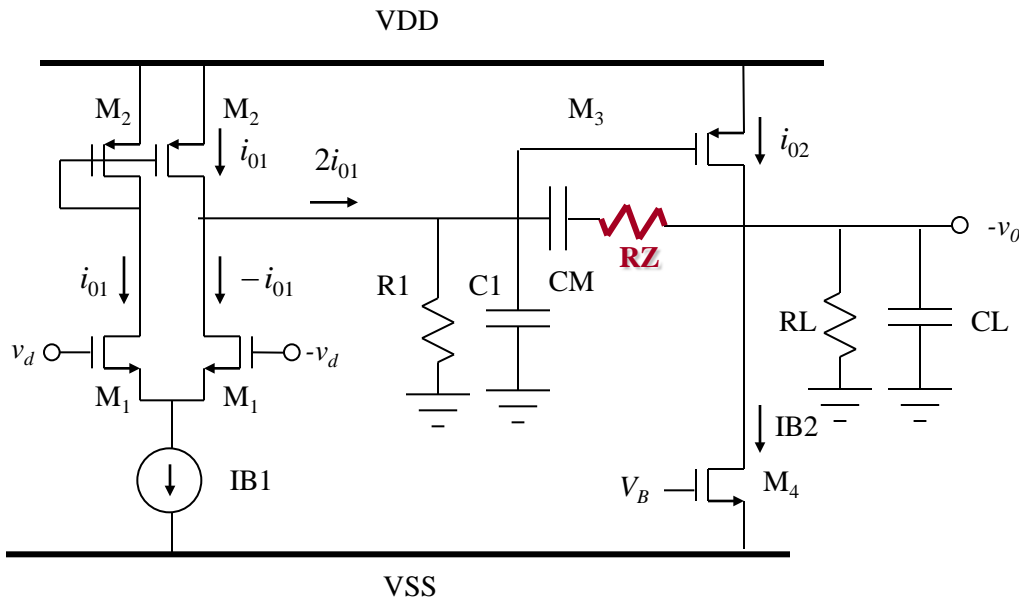 VDD
M2 M2 M3
i01 i02
2i01
RZ
-v0
i01 −i01 R1 C1 CM RL CL
vd -vd
M1 M1
IB2
IB1 VB M4
VSS